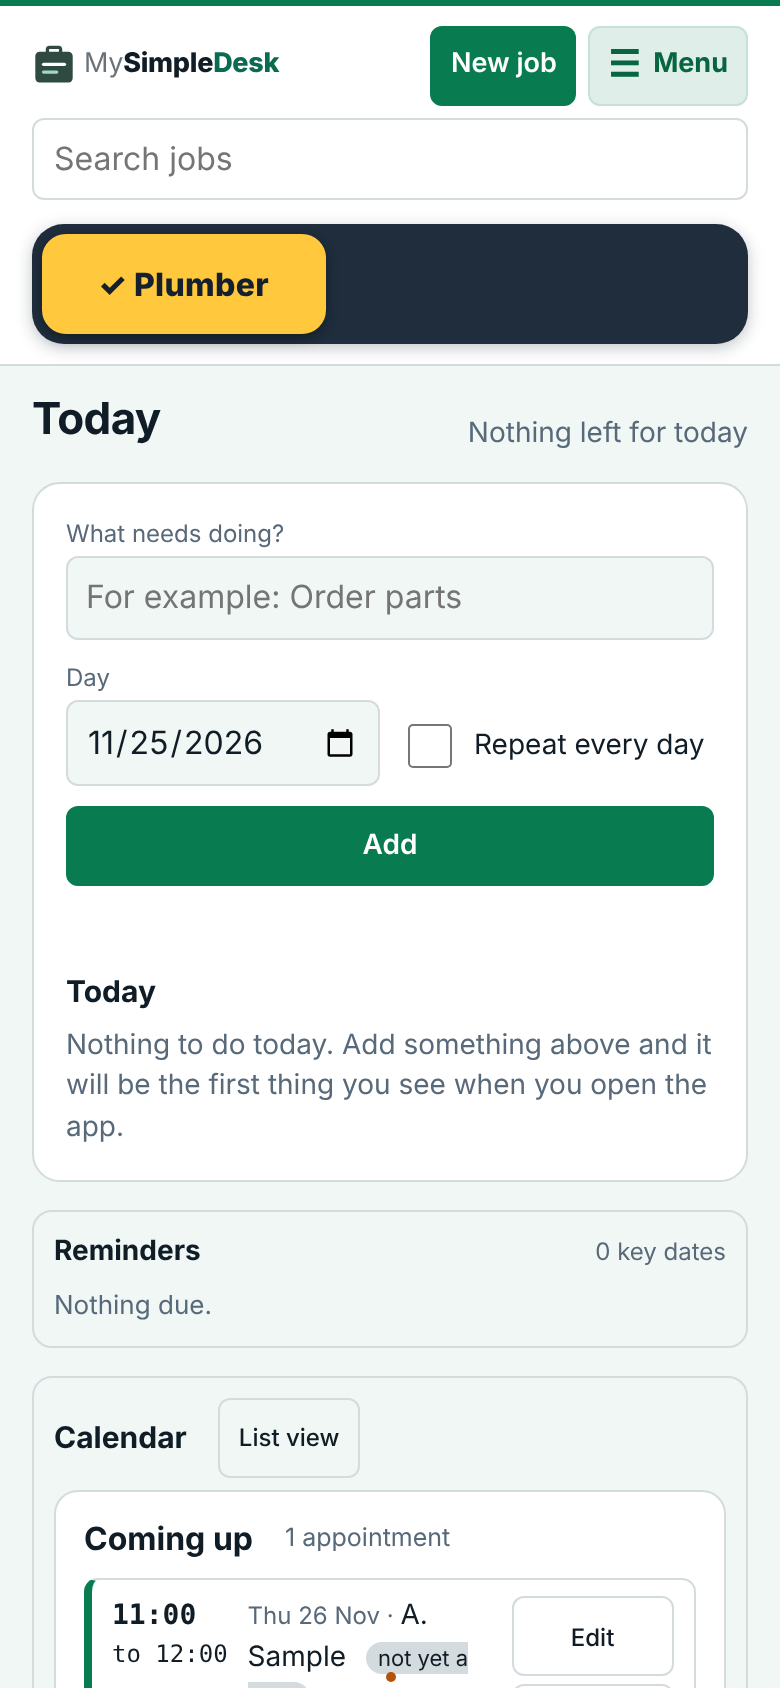 MySimpleDesk
New job
Menu
Search jobs
✓ Plumber
Today
Nothing left for today
What needs doing?
For example: Order parts
Day
11/25/2026
Repeat every day
Add
Today
Nothing to do today. Add something above and it
will be the first thing you see when you open the
app.
Reminders
0 key dates
Nothing due.
Calendar
List view
Coming up
1 appointment
11:00
to 12:00
Thu 26 Nov · A.
Sample not yet a
Edit